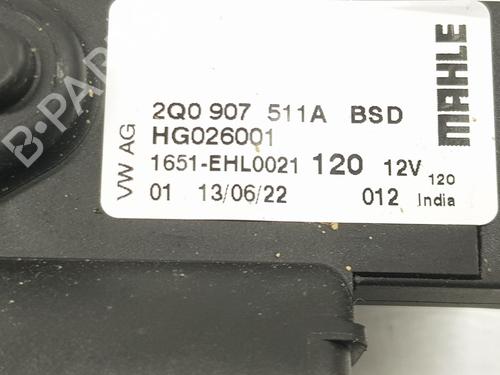 2Q0 907 511A BSD
HG026001
1651-EHL0021 120 12V 120
01 13/06/22 012 India
VW AG
MAHLE
B-PARTS